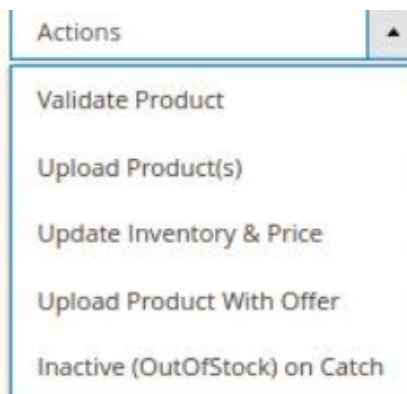 Actions
Validate Product
Upload Product(s)
Update Inventory & Price
Upload Product With Offer
Inactive (OutOfStock) on Catch